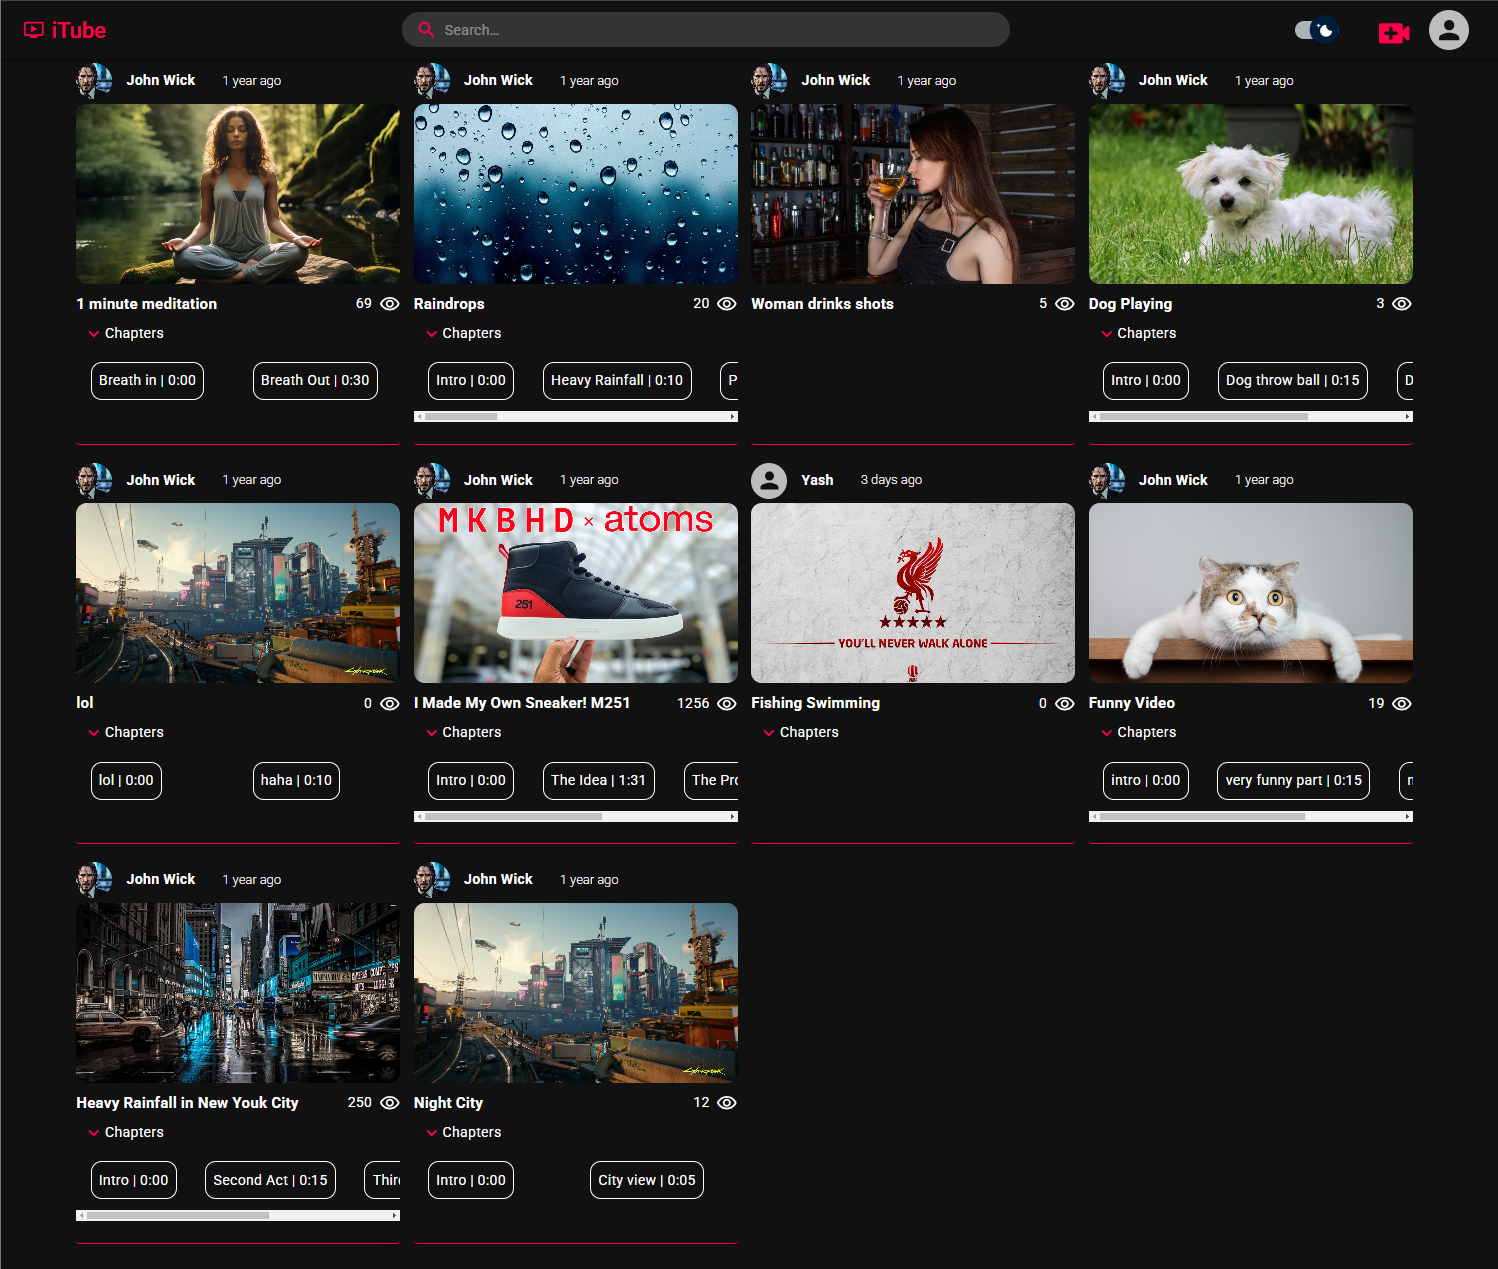 iTube
Search...
John Wick 1 year ago
John Wick 1 year ago
John Wick 1 year ago
John Wick 1 year ago
1 minute meditation 69
Raindrops 20
Woman drinks shots 5
Dog Playing 3
Chapters
Chapters
Chapters
Breath in | 0:00
Breath Out | 0:30
Intro | 0:00
Heavy Rainfall | 0:10
P
Intro | 0:00
Dog throw ball | 0:15
D
John Wick 1 year ago
John Wick 1 year ago
Yash 3 days ago
John Wick 1 year ago
MKBHD × atoms
251
YOU'LL NEVER WALK ALONE
lol 0
I Made My Own Sneaker! M251 1256
Fishing Swimming 0
Funny Video 19
Chapters
Chapters
Chapters
Chapters
lol | 0:00
haha | 0:10
Intro | 0:00
The Idea | 1:31
The Pro
intro | 0:00
very funny part | 0:15
John Wick 1 year ago
John Wick 1 year ago
Heavy Rainfall in New Youk City 250
Night City 12
Chapters
Chapters
Intro | 0:00
Second Act | 0:15
Thir
Intro | 0:00
City view | 0:05